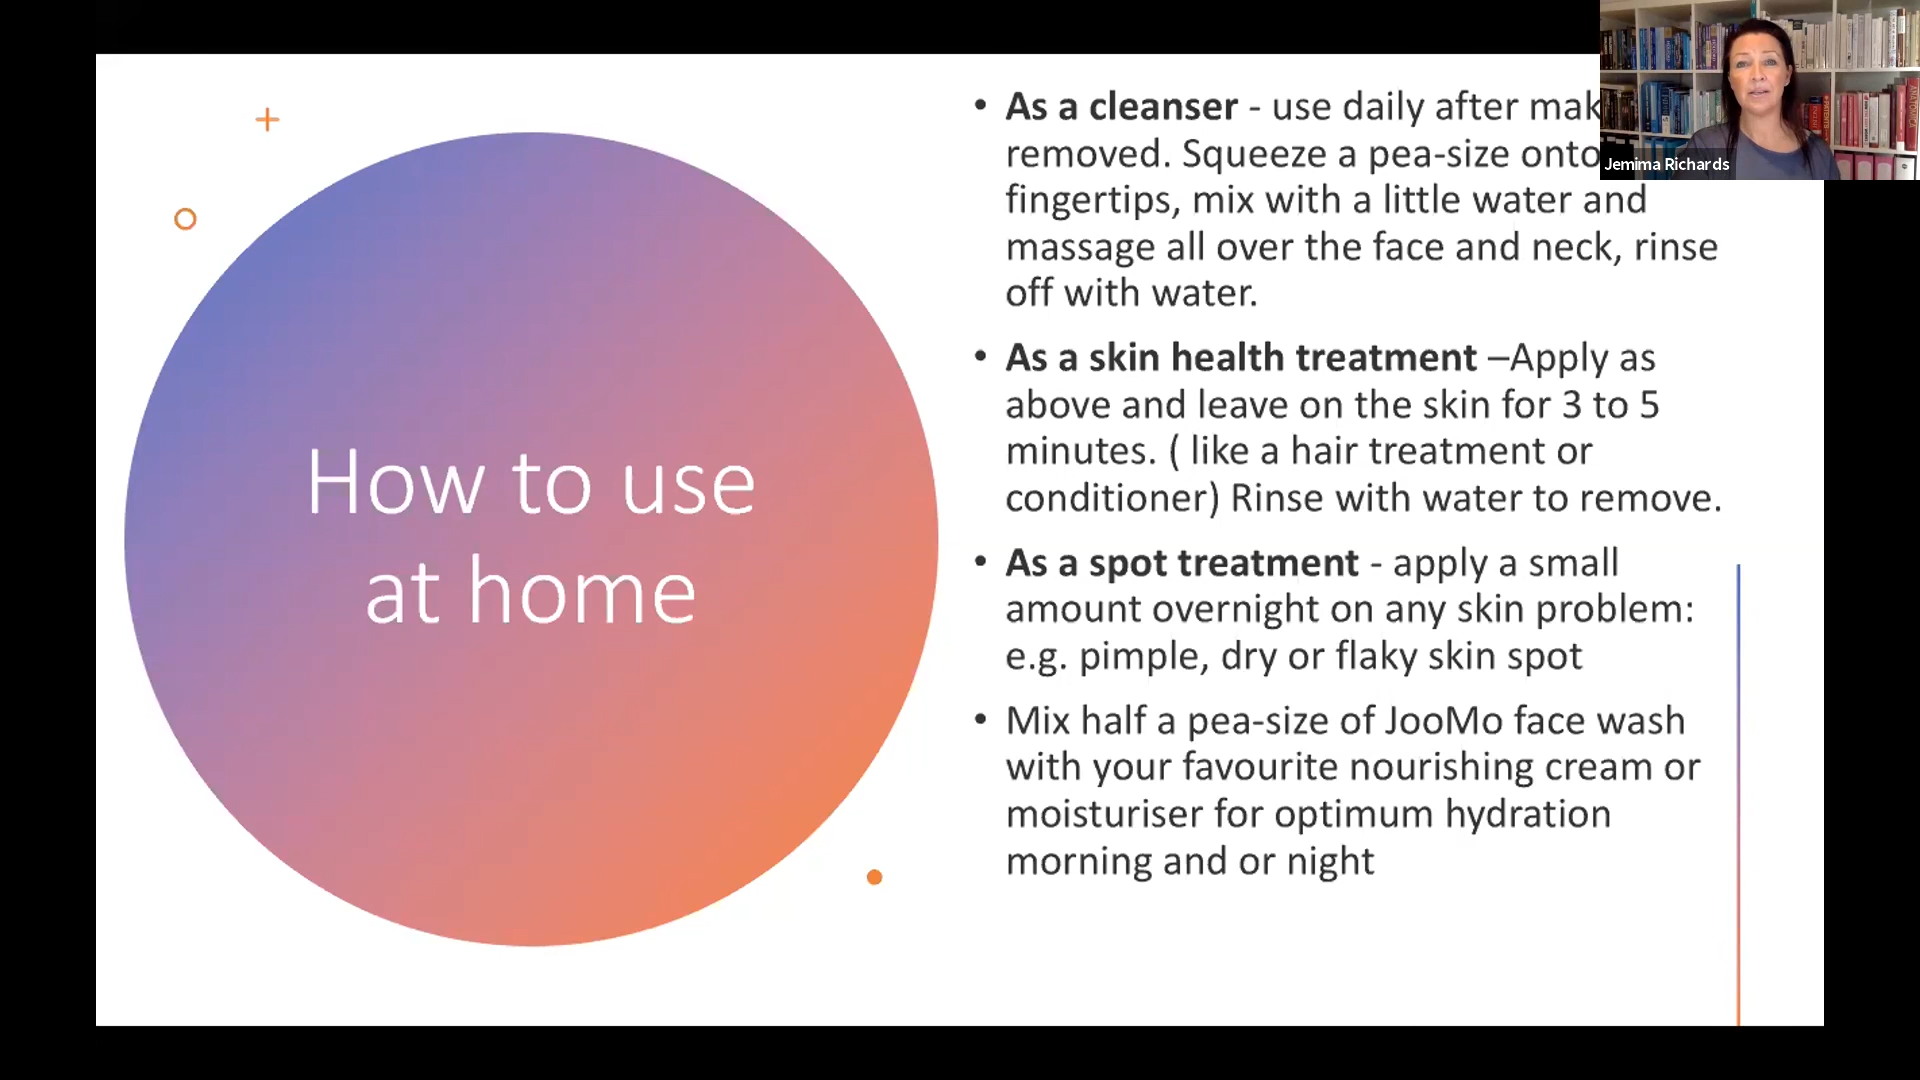 How to use
at home
• As a cleanser - use daily after
removed. Squeeze a pea-size onto
fingertips, mix with a little water and
massage all over the face and neck, rinse
off with water.
• As a skin health treatment –Apply as
above and leave on the skin for 3 to 5
minutes. ( like a hair treatment or
conditioner) Rinse with water to remove.
• As a spot treatment - apply a small
amount overnight on any skin problem:
e.g. pimple, dry or flaky skin spot
• Mix half a pea-size of JooMo face wash
with your favourite nourishing cream or
moisturiser for optimum hydration
morning and or night
Jemima Richards